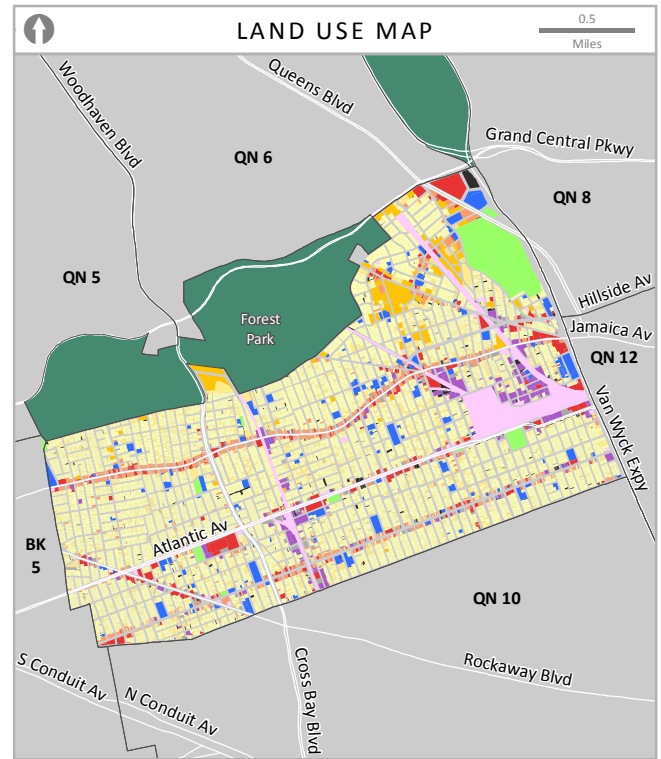 LAND USE MAP
0.5
Miles
Woodhaven Blvd
Queens Blvd
Grand Central Pkwy
QN 6
QN 8
QN 5
Hillside Av
Forest
Park
Jamaica Av
QN 12
Van Wyck Expy
Atlantic Av
BK
5
QN 10
Rockaway Blvd
S Conduit Av
N Conduit Av
Cross Bay Blvd